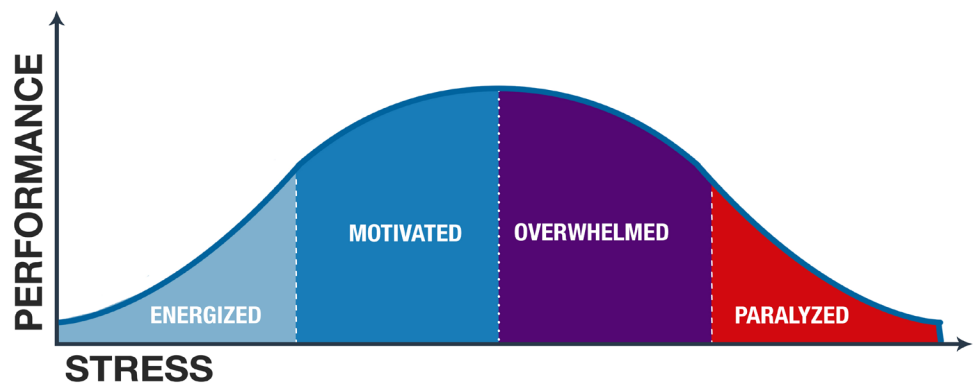 PERFORMANCE
MOTIVATED
OVERWHELMED
ENERGIZED
PARALYZED
STRESS